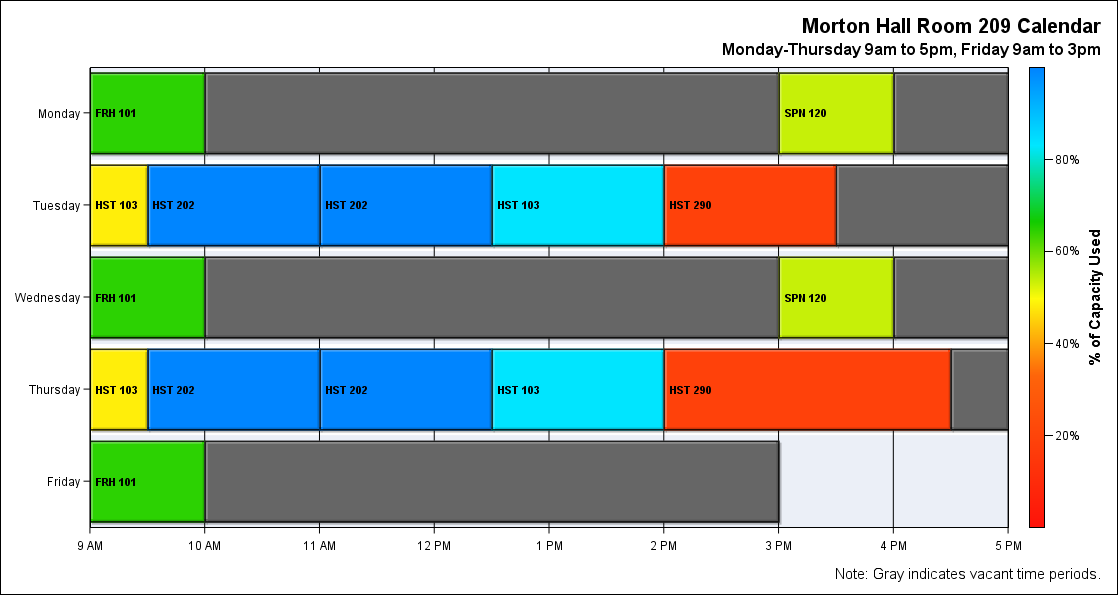 Morton Hall Room 209 Calendar
Monday-Thursday 9am to 5pm, Friday 9am to 3pm
Monday FRH 101 SPN 120
Tuesday HST 103 HST 202 HST 202 HST 103 HST 290
Wednesday FRH 101 SPN 120
Thursday HST 103 HST 202 HST 202 HST 103 HST 290
Friday FRH 101
9 AM 10 AM 11 AM 12 PM 1 PM 2 PM 3 PM 4 PM 5 PM
80%
60%
40%
20%
% of Capacity Used
Note: Gray indicates vacant time periods.